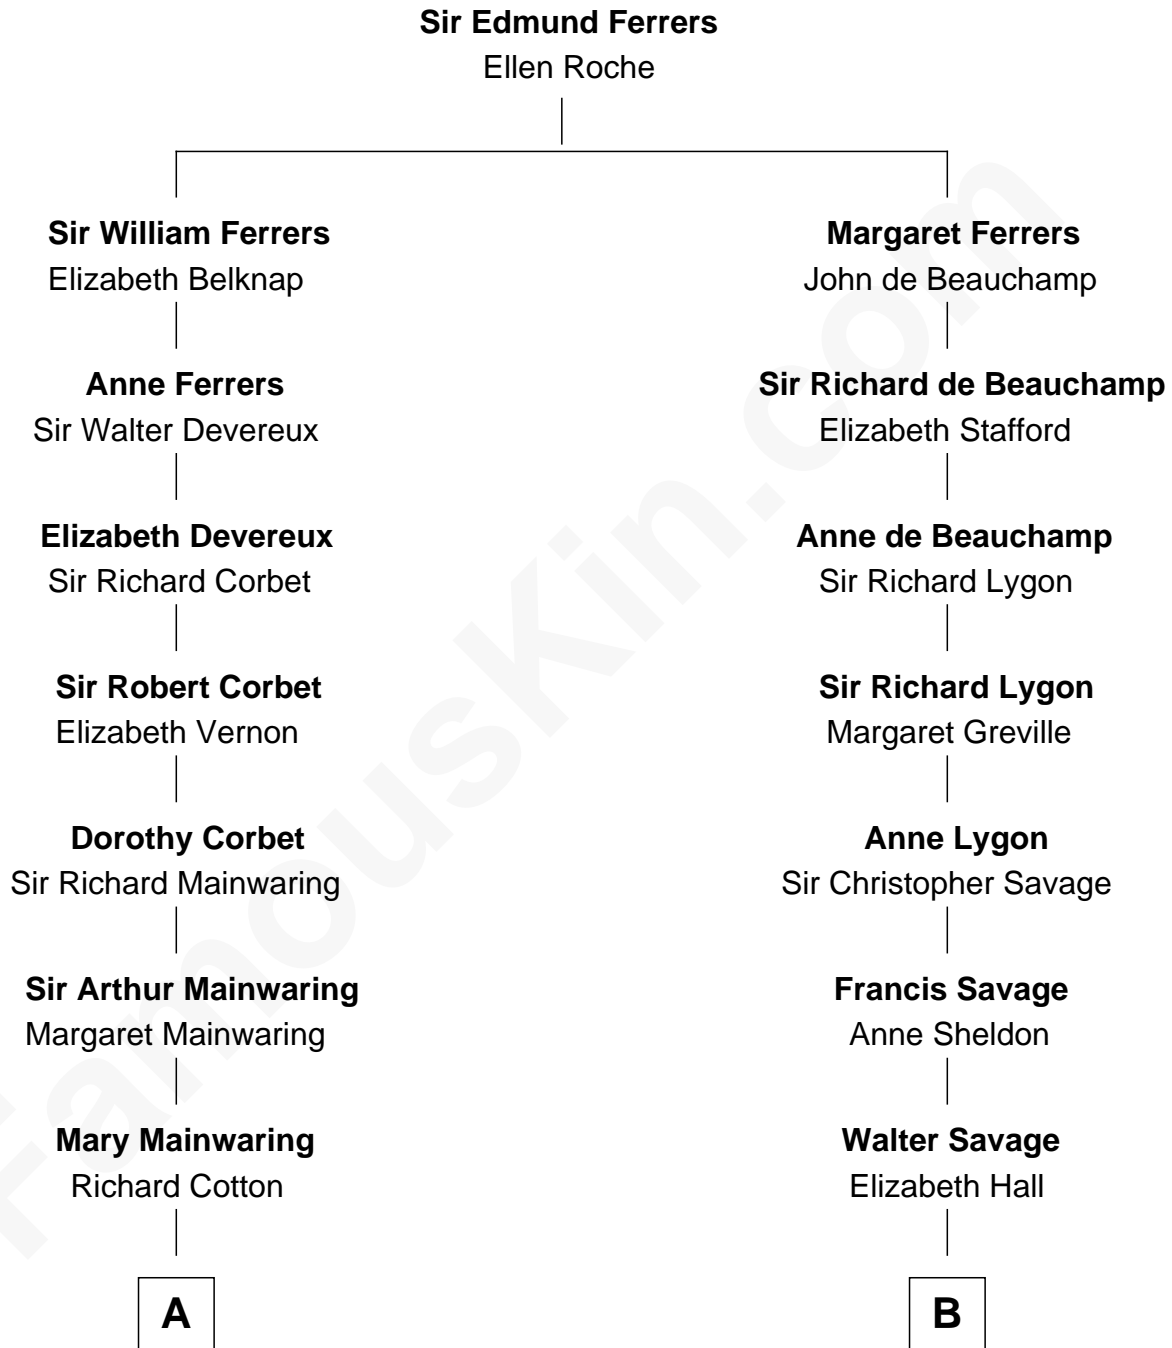 Sir Edmund Ferrers
Ellen Roche
Sir William Ferrers
Elizabeth Belknap
Margaret Ferrers
John de Beauchamp
Anne Ferrers
Sir Walter Devereux
Sir Richard de Beauchamp
Elizabeth Stafford
Elizabeth Devereux
Sir Richard Corbet
Anne de Beauchamp
Sir Richard Lygon
Sir Robert Corbet
Elizabeth Vernon
Sir Richard Lygon
Margaret Greville
Dorothy Corbet
Sir Richard Mainwaring
Anne Lygon
Sir Christopher Savage
Sir Arthur Mainwaring
Margaret Mainwaring
Francis Savage
Anne Sheldon
Mary Mainwaring
Richard Cotton
Walter Savage
Elizabeth Hall
A
B
FamousKin.com